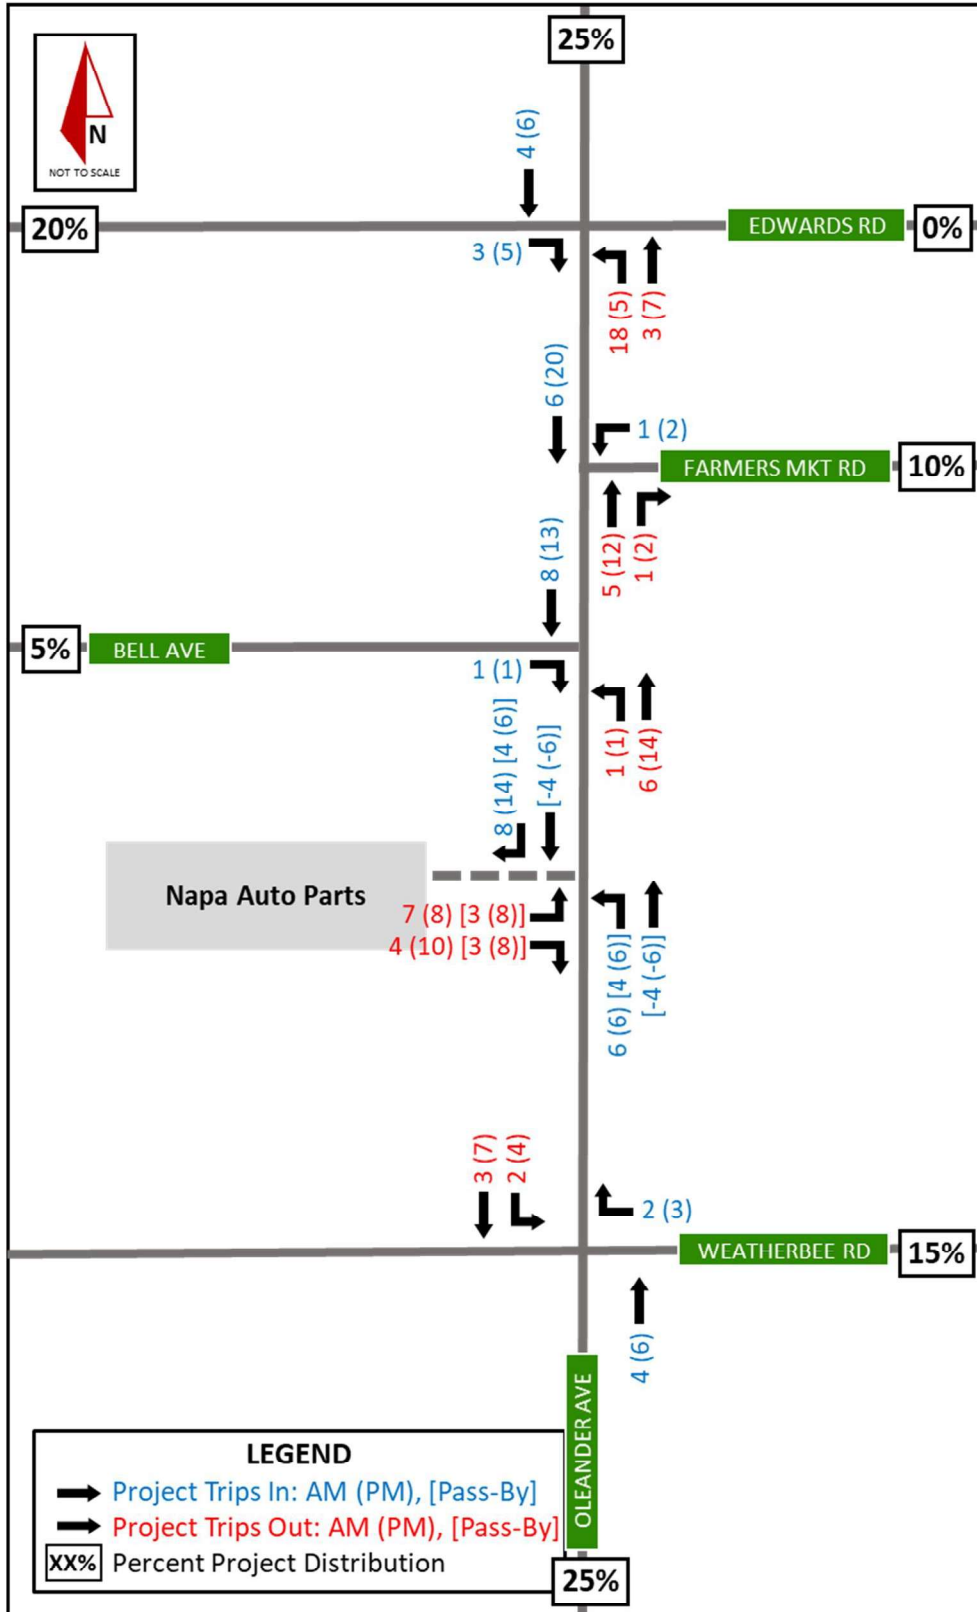 25%
N
NOT TO SCALE
4 (6)
20%
EDWARDS RD
0%
3 (5)
18 (5)
3 (7)
6 (20)
1 (2)
FARMERS MKT RD
10%
5 (12)
1 (2)
8 (13)
5%
BELL AVE
1 (1)
1 (1)
6 (14)
8 (14) [4 (6)]
[-4 (-6)]
Napa Auto Parts
7 (8) [3 (8)]
4 (10) [3 (8)]
6 (6) [4 (6)]
[-4 (-6)]
3 (7)
2 (4)
2 (3)
WEATHERBEE RD
15%
4 (6)
OLEANDER AVE
LEGEND
Project Trips In: AM (PM), [Pass-By]
Project Trips Out: AM (PM), [Pass-By]
XX% Percent Project Distribution
25%